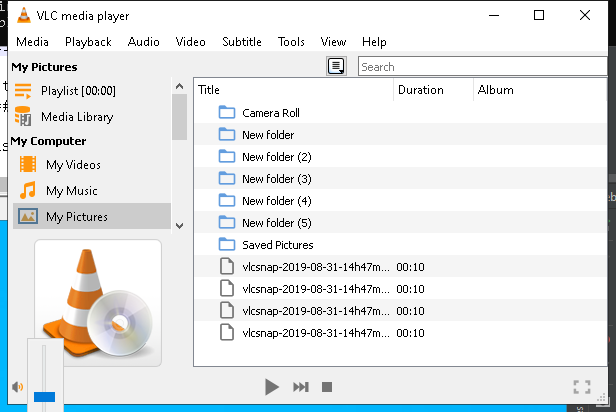 VLC media player
Media Playback Audio Video Subtitle Tools View Help
My Pictures
Search
Playlist [00:00]
Media Library
My Computer
My Videos
My Music
My Pictures
Title Duration Album
Camera Roll
New folder
New folder (2)
New folder (3)
New folder (4)
New folder (5)
Saved Pictures
vlcsnap-2019-08-31-14h47m... 00:10
vlcsnap-2019-08-31-14h47m... 00:10
vlcsnap-2019-08-31-14h47m... 00:10
vlcsnap-2019-08-31-14h47m... 00:10